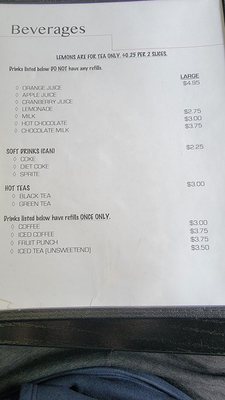 Beverages
LEMONS ARE FOR TEA ONLY. $0.25 PER 2 SLICES.
Drinks listed below DO NOT have any refills.
LARGE
$4.95
◊ ORANGE JUICE
◊ APPLE JUICE
◊ CRANBERRY JUICE
◊ LEMONADE
◊ MILK $2.75
◊ HOT CHOCOLATE $3.00
◊ CHOCOLATE MILK $3.75
SOFT DRINKS (CAN) $2.25
◊ COKE
◊ DIET COKE
◊ SPRITE
HOT TEAS $3.00
◊ BLACK TEA
◊ GREEN TEA
Drinks listed below have refills ONCE ONLY.
◊ COFFEE $3.00
◊ ICED COFFEE $3.75
◊ FRUIT PUNCH $3.75
◊ ICED TEA (UNSWEETEND) $3.50